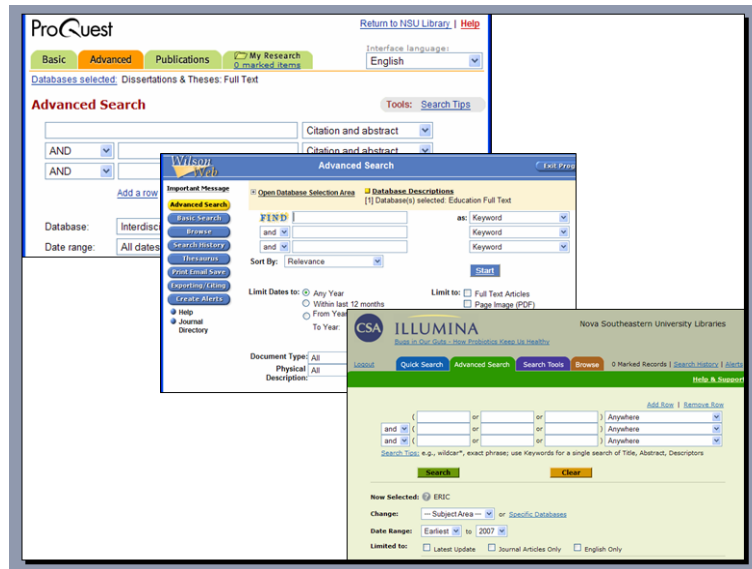 ProQuest
Return to NSU Library | Help
Basic Advanced Publications My Research
0 marked items
Interface language:
English
Databases selected: Dissertations & Theses: Full Text
Advanced Search
Tools: Search Tips
Citation and abstract
AND Citation and abstract
AND
Add a row
Database: Interdisci
Date range: All dates
Wilson
Web
Advanced Search
Exit Prog
Important Message
Advanced Search
Basic Search
Browse
Search History
Thesaurus
Print Email Save
Exporting/Citing
Create Alerts
Help
Journal
Directory
Open Database Selection Area
Database Descriptions
[1] Database(s) selected: Education Full Text
FIND as: Keyword
and Keyword
and Keyword
Sort By: Relevance
Start
Limit Dates to: Any Year
Within last 12 months
From Year
To Year:
Limit to: Full Text Articles
Page Image (PDF)
Document Type: All
Physical All
Description:
CSA ILLUMINA
Nova Southeastern University Libraries
Bugs in Our Guts - How Probiotics Keep Us Healthy
Logout Quick Search Advanced Search Search Tools Browse 0 Marked Records | Search History | Alerts
Help & Support
Add Row | Remove Row
( or or ) Anywhere
and ( or or ) Anywhere
and ( or or ) Anywhere
Search Tips: e.g., wildcar*, exact phrase; use Keywords for a single search of Title, Abstract, Descriptors
Search Clear
Now Selected: ERIC
Change: -- Subject Area -- or Specific Databases
Date Range: Earliest to 2007
Limited to: Latest Update Journal Articles Only English Only